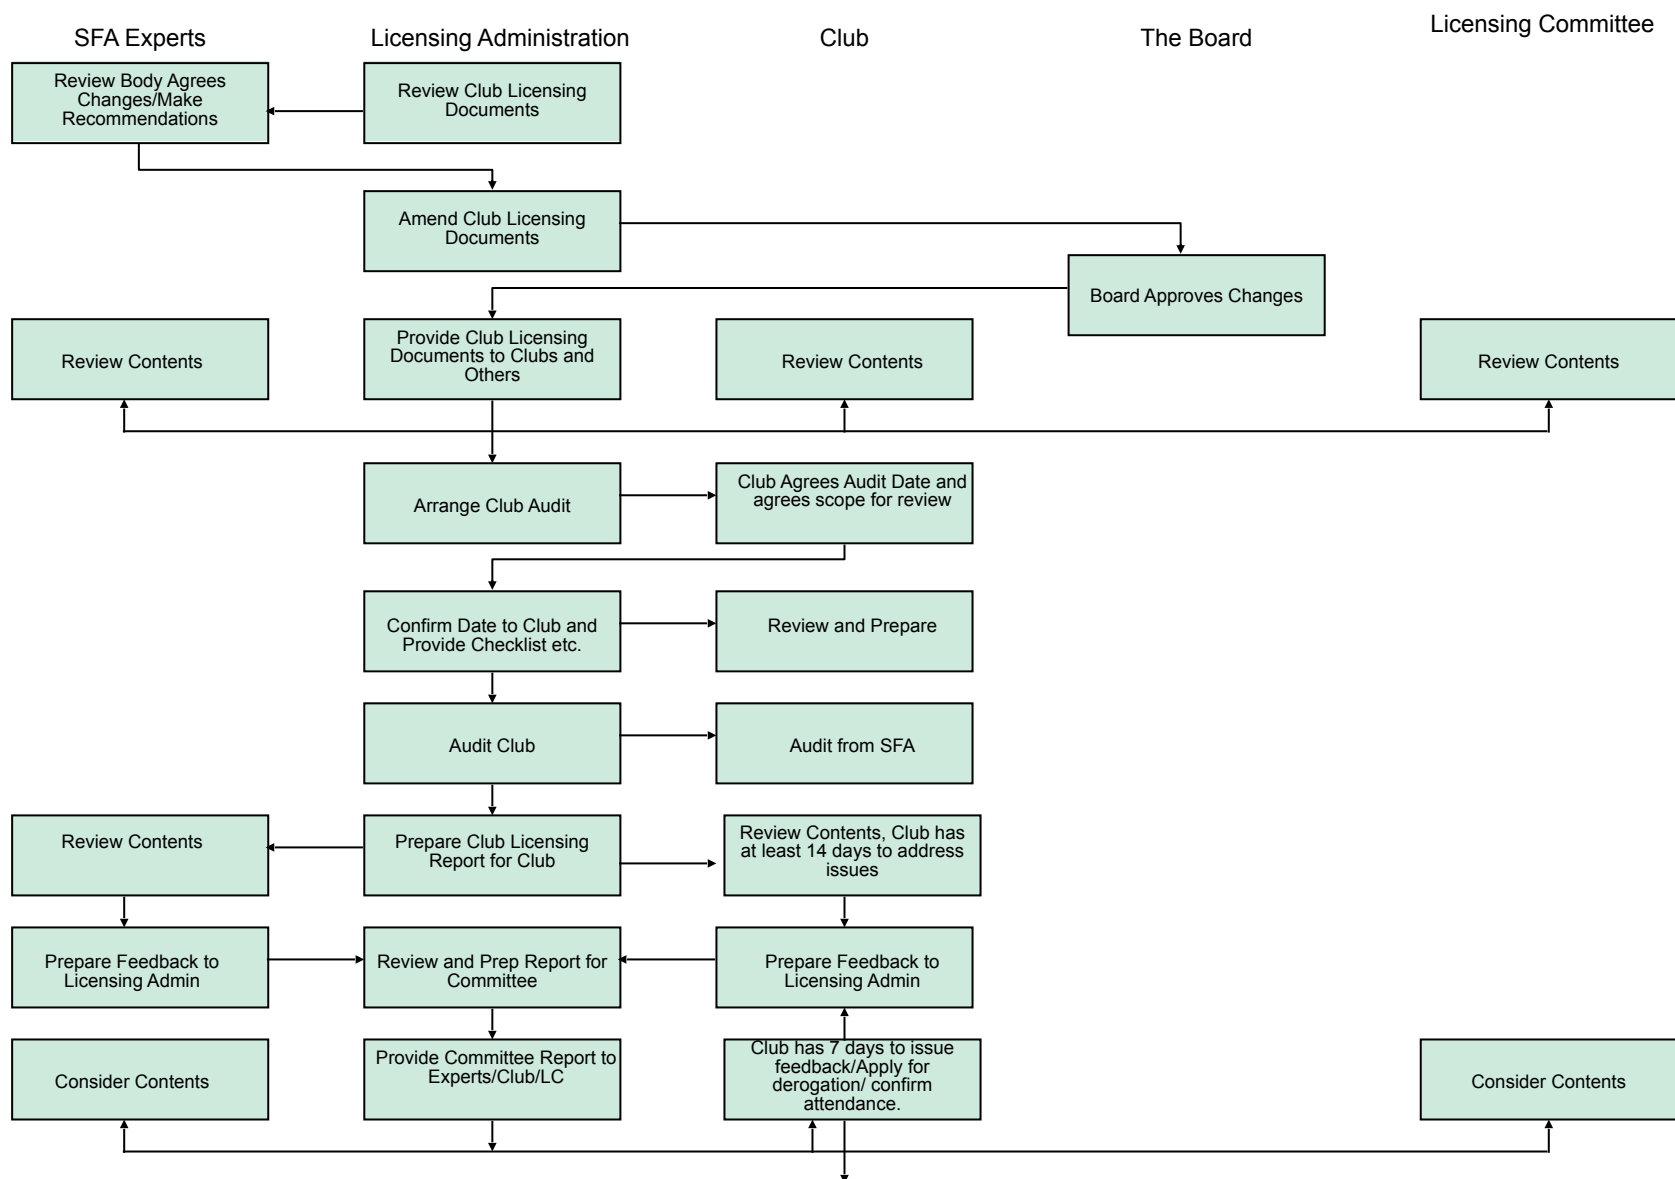 SFA Experts
Licensing Administration
Club
The Board
Licensing Committee
Review Body Agrees
Changes/Make
Recommendations
Review Club Licensing
Documents
Amend Club Licensing
Documents
Board Approves Changes
Review Contents
Provide Club Licensing
Documents to Clubs and
Others
Review Contents
Review Contents
Arrange Club Audit
Club Agrees Audit Date and
agrees scope for review
Confirm Date to Club and
Provide Checklist etc.
Review and Prepare
Audit Club
Audit from SFA
Review Contents
Prepare Club Licensing
Report for Club
Review Contents, Club has
at least 14 days to address
issues
Prepare Feedback to
Licensing Admin
Review and Prep Report for
Committee
Prepare Feedback to
Licensing Admin
Consider Contents
Provide Committee Report to
Experts/Club/LC
Club has 7 days to issue
feedback/Apply for
derogation/ confirm
attendance.
Consider Contents